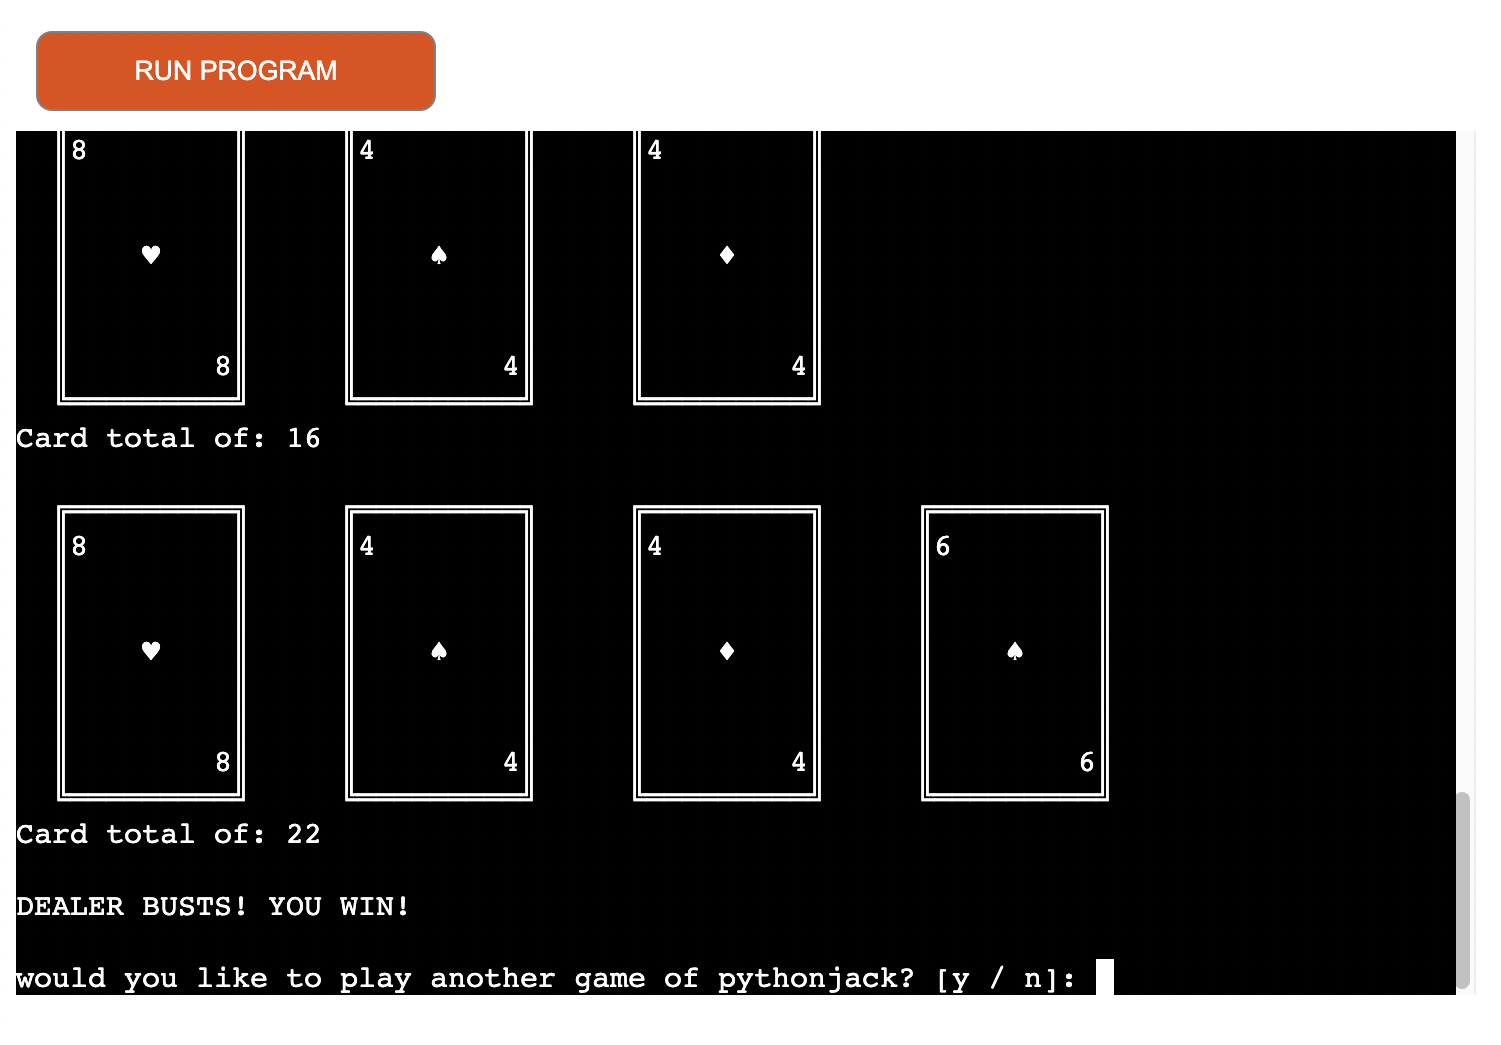 RUN PROGRAM
8 4 4
♥ ♠ ♦
8 4 4
Card total of: 16
8 4 4 6
♥ ♠ ♦ ♠
8 4 4 6
Card total of: 22
DEALER BUSTS! YOU WIN!
would you like to play another game of pythonjack? [y / n]: